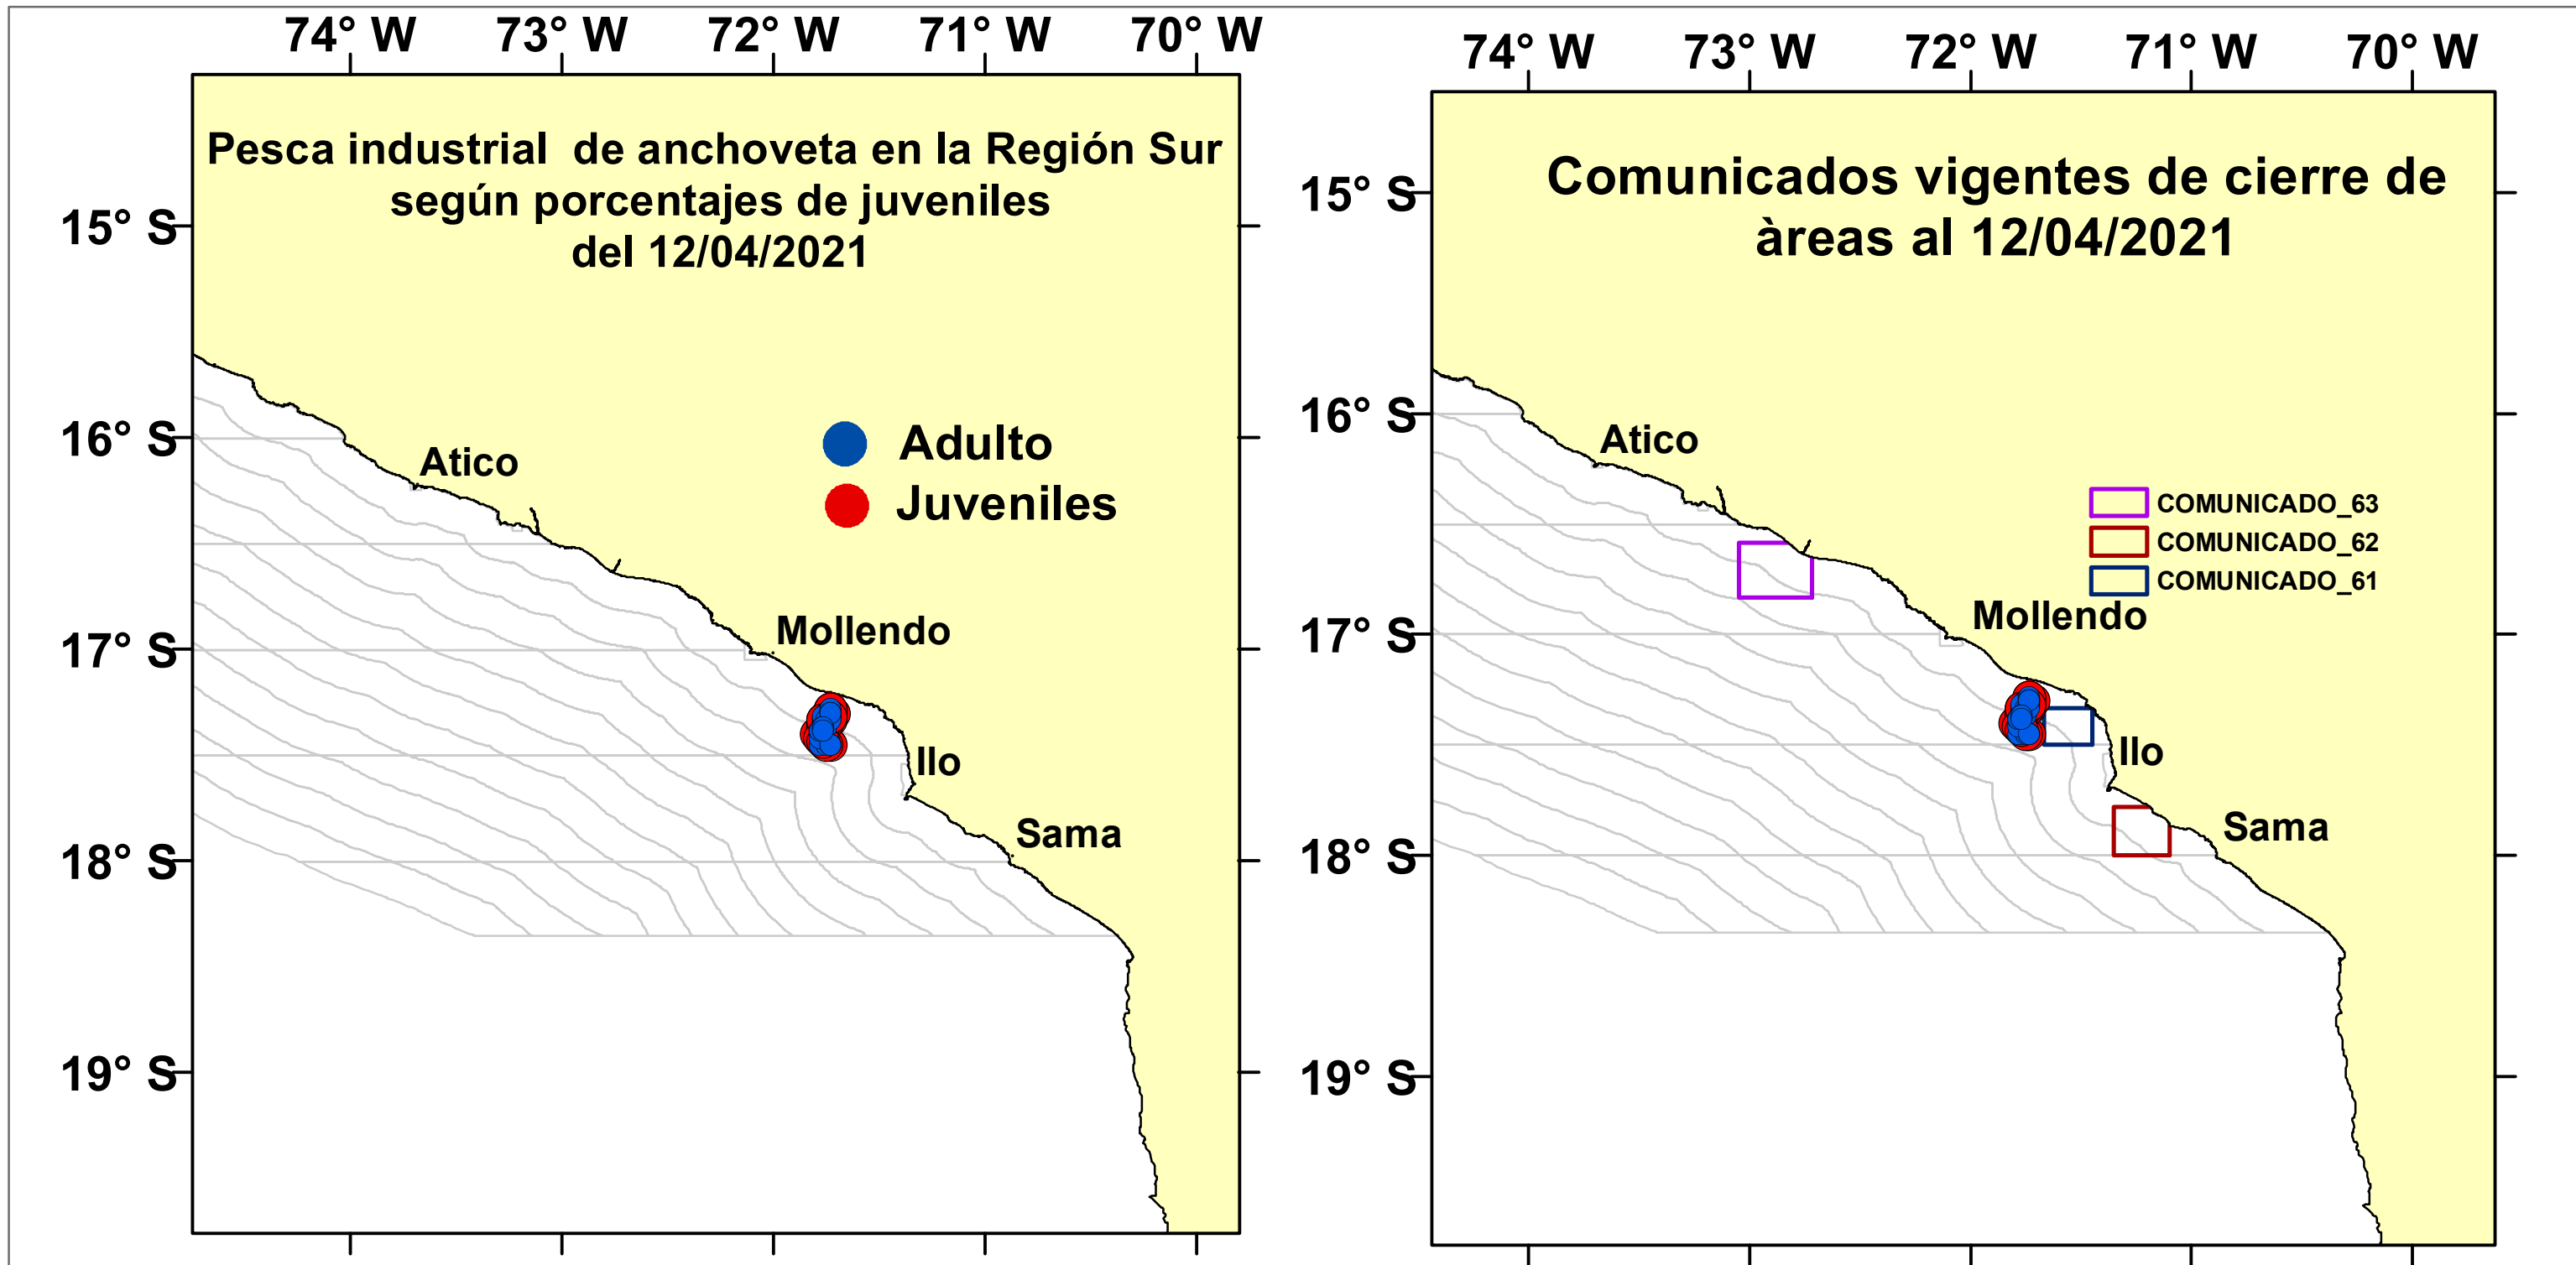 74° W 73° W 72° W 71° W 70° W
Pesca industrial  de anchoveta en la Región Sur
según porcentajes de juveniles
del 12/04/2021
15° S
16° S
17° S
18° S
19° S
Adulto
Juveniles
Atico
Mollendo
Ilo
Sama
74° W 73° W 72° W 71° W 70° W
Comunicados vigentes de cierre de
àreas al 12/04/2021
15° S
16° S
17° S
18° S
19° S
Atico
COMUNICADO_63
COMUNICADO_62
COMUNICADO_61
Mollendo
Ilo
Sama